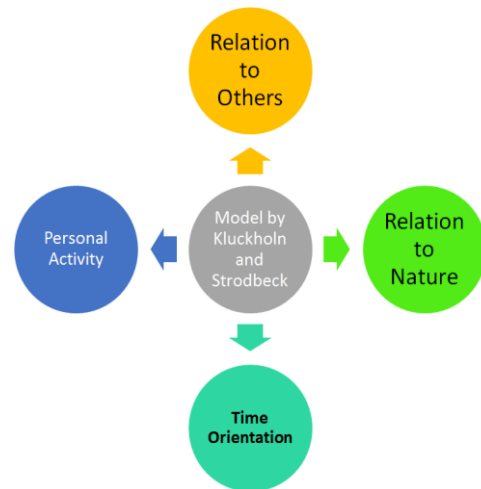 Relation
to
Others
Personal
Activity
Model by
Kluckholn
and
Strodbeck
Relation
to
Nature
Time
Orientation